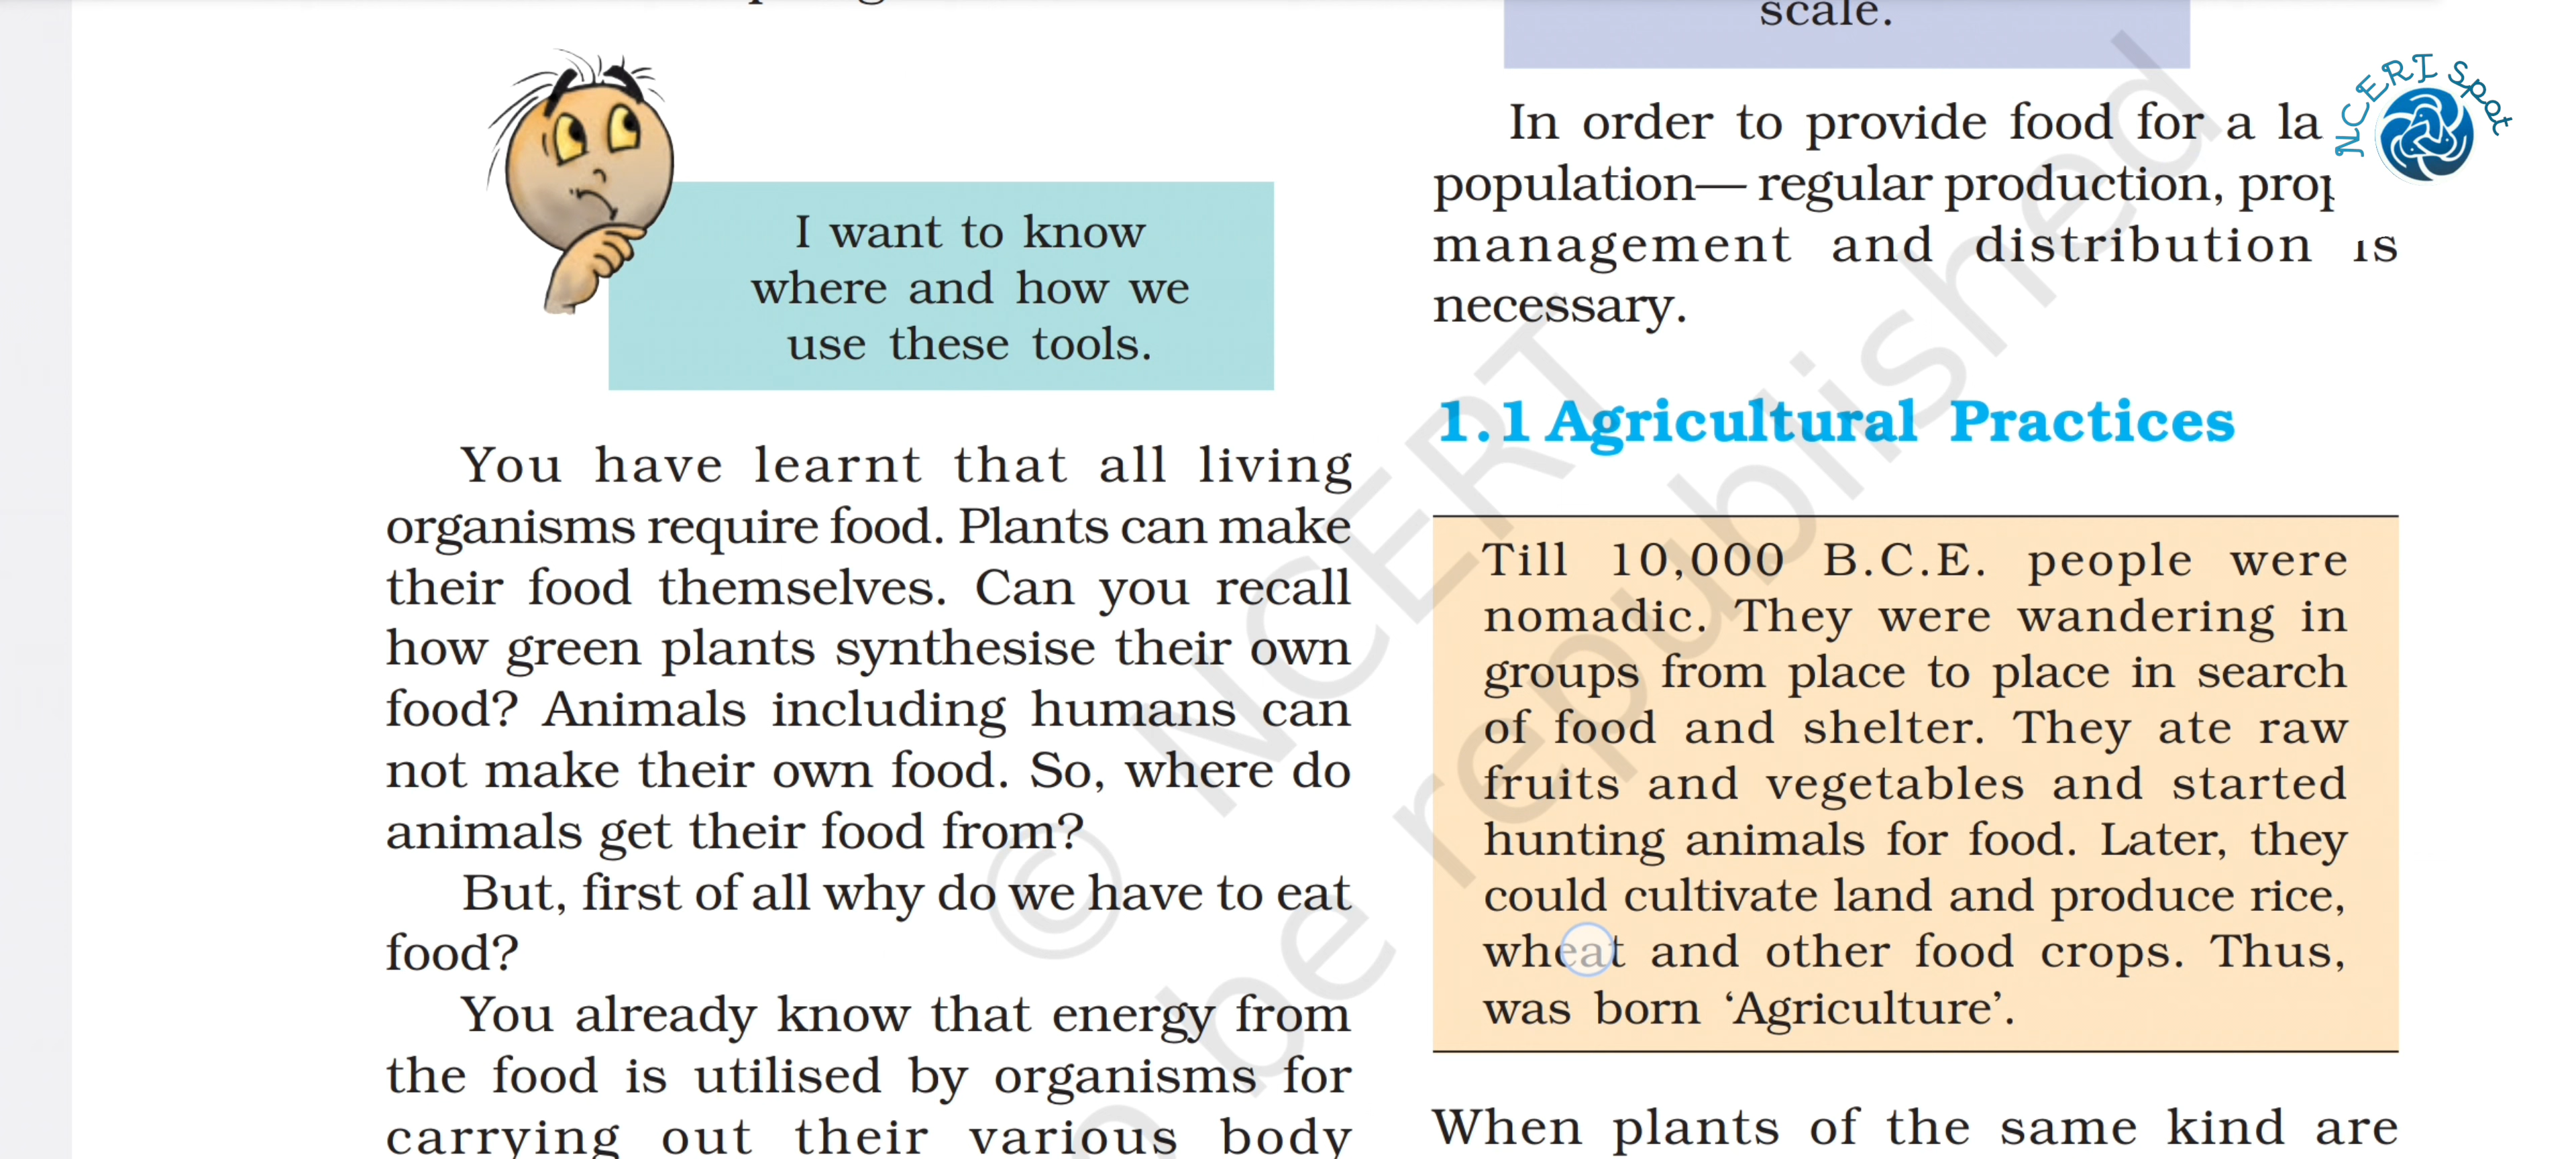 I want to know
where and how we
use these tools.
You have learnt that all living
organisms require food. Plants can make
their food themselves. Can you recall
how green plants synthesise their own
food? Animals including humans can
not make their own food. So, where do
animals get their food from?
But, first of all why do we have to eat
food?
You already know that energy from
the food is utilised by organisms for
carrying out their various body
scale.
In order to provide food for a la
population— regular production, prop
management and distribution is
necessary.
1.1 Agricultural Practices
Till 10,000 B.C.E. people were
nomadic. They were wandering in
groups from place to place in search
of food and shelter. They ate raw
fruits and vegetables and started
hunting animals for food. Later, they
could cultivate land and produce rice,
wheat and other food crops. Thus,
was born ‘Agriculture’.
When plants of the same kind are
NCERT Spot
© NCERT
be republished